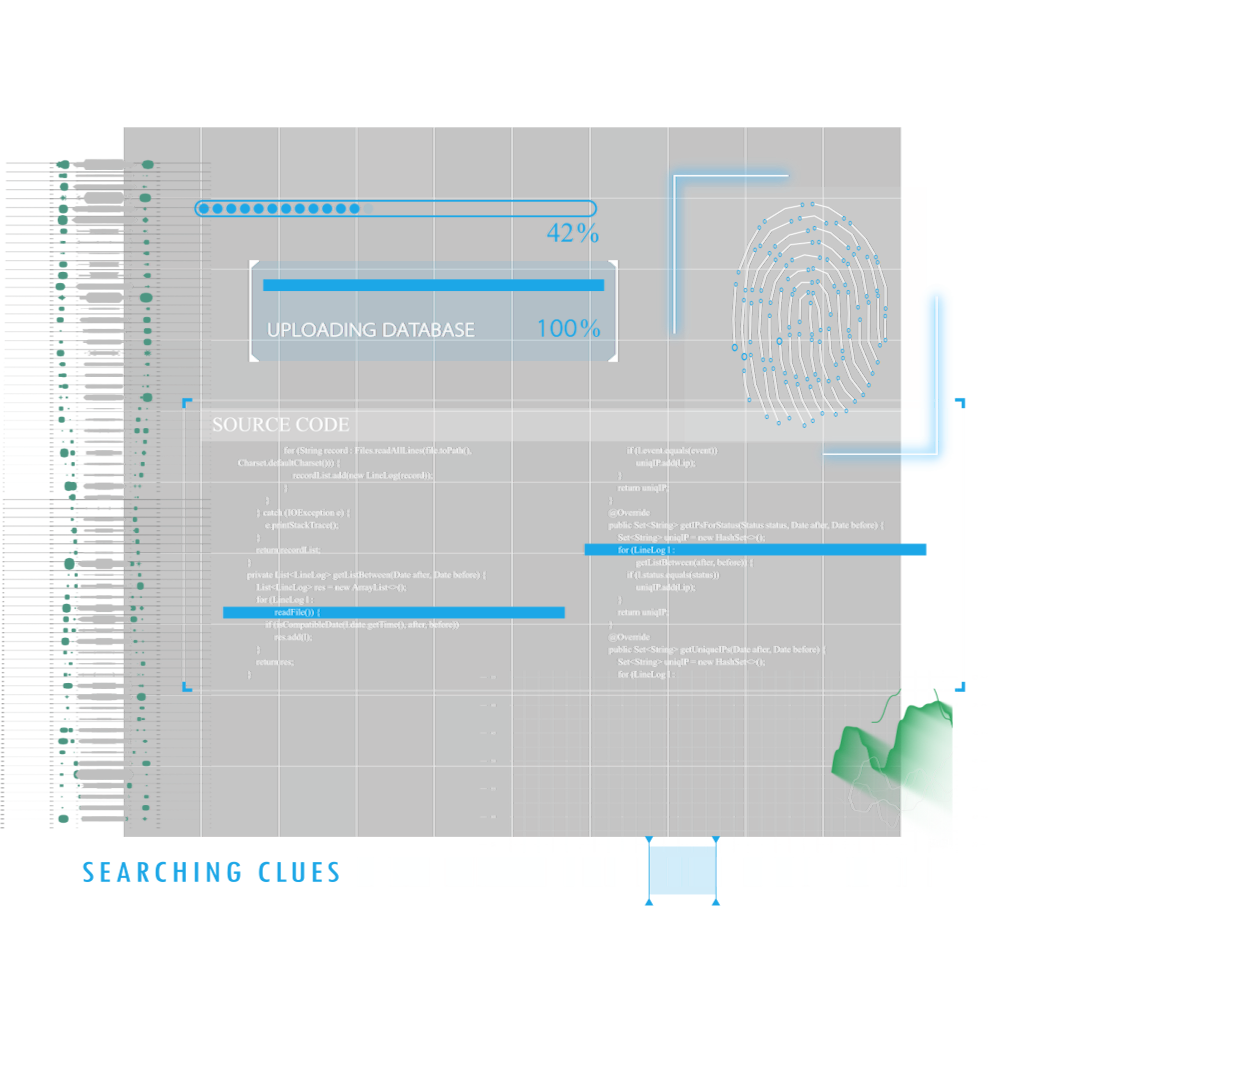 42%
UPLOADING DATABASE 100%
SOURCE CODE
for (String record : Files.readAllLines(file.toPath(),
Charset.defaultCharset())) {
recordList.add(new LineLog(record));
}
}
} catch (IOException e) {
e.printStackTrace();
}
return recordList;
}
private List<LineLog> getListBetween(Date after, Date before) {
List<LineLog> res = new ArrayList<>();
for (LineLog l :
readFile()) {
if (isCompatibleDate(l.date.getTime(), after, before))
res.add(l);
}
return res;
}
if (l.event.equals(event))
uniqIP.add(l.ip);
}
return uniqIP;
}
@Override
public Set<String> getIPsForStatus(Status status, Date after, Date before) {
Set<String> uniqIP = new HashSet<>();
for (LineLog l :
getListBetween(after, before)) {
if (l.status.equals(status))
uniqIP.add(l.ip);
}
return uniqIP;
}
@Override
public Set<String> getUniqueIPs(Date after, Date before) {
Set<String> uniqIP = new HashSet<>();
for (LineLog l :
SEARCHING CLUES